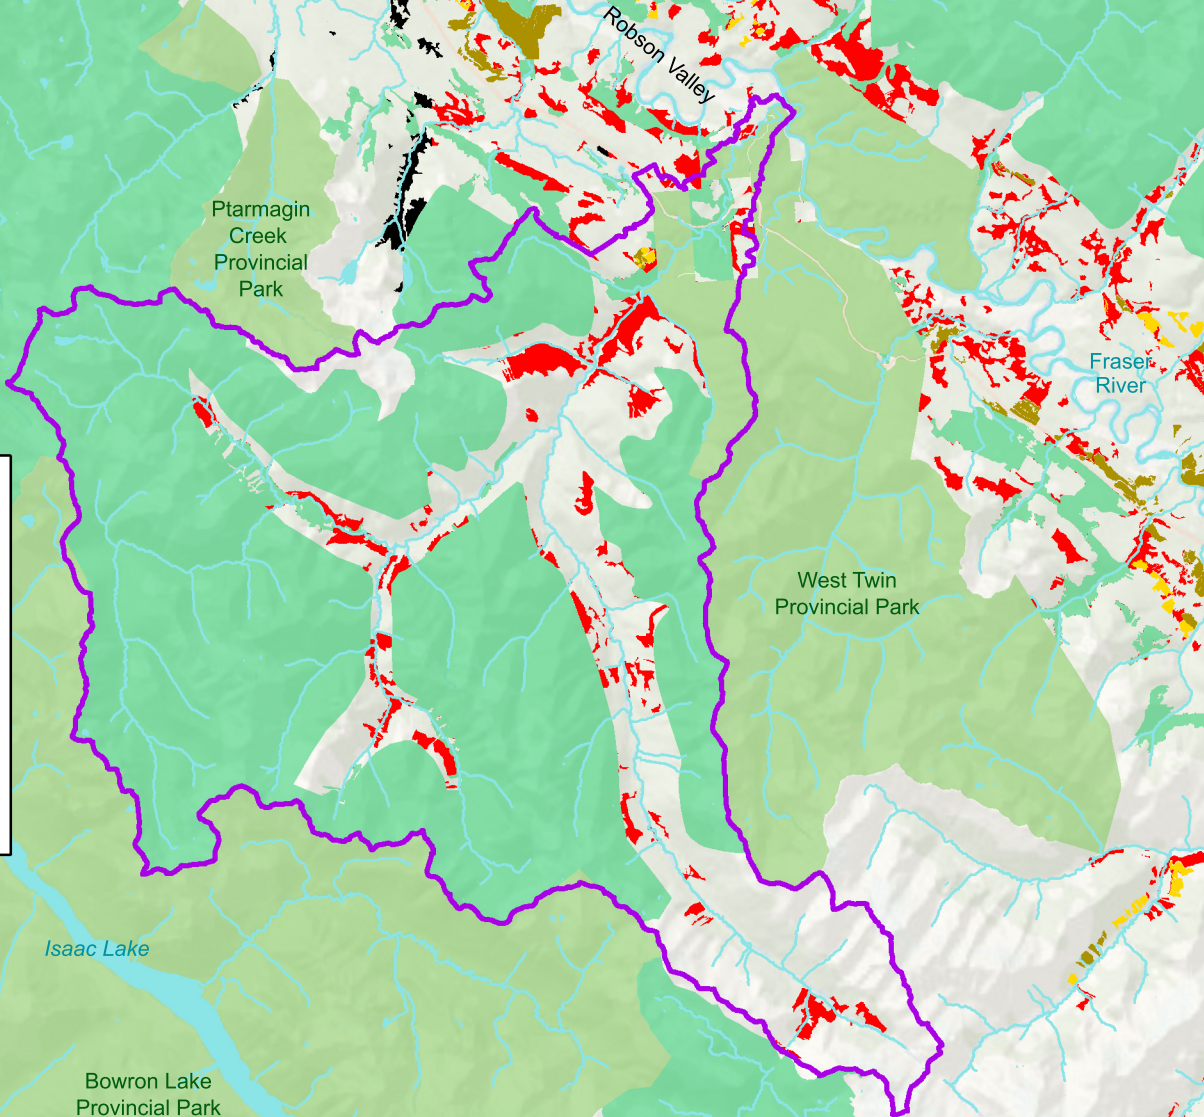 Robson Valley
Ptarmagin
Creek
Provincial
Park
Fraser
River
West Twin
Provincial Park
Isaac Lake
Bowron Lake
Provincial Park